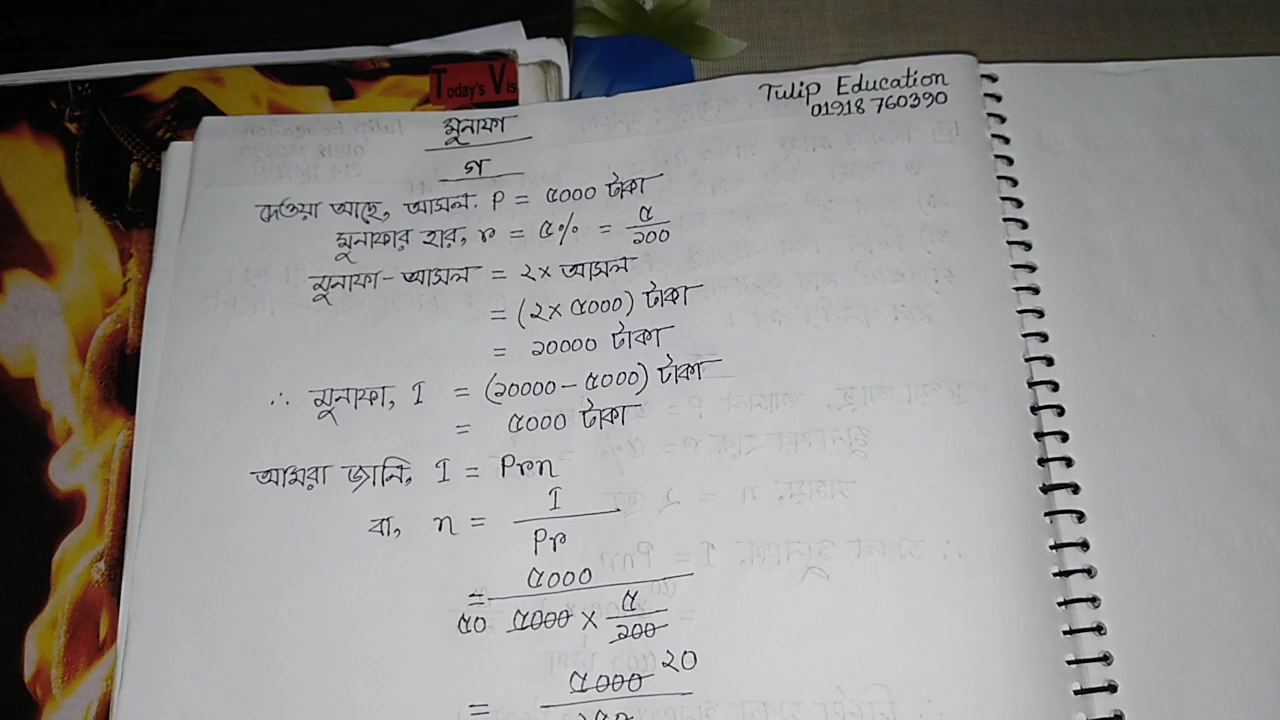 Today's Vis
Tulip Education
01918 760390
মুনাফা
গ
দেওয়া আছে, আসল. P = ৫০০০ টাকা
মুনাফার হার, r = ৫% = ৫/১০০
মুনাফা-আসল = ২ × আসল
= (২ × ৫০০০) টাকা
= ১০০০০ টাকা
∴ মুনাফা, I = (১০০০০ - ৫০০০) টাকা
= ৫০০০ টাকা
আমরা জানি, I = Prn
বা, n = I/Pr
= ৫০০০/৫০০০ × ৫/১০০
৫০
= ৫০০০ ২০